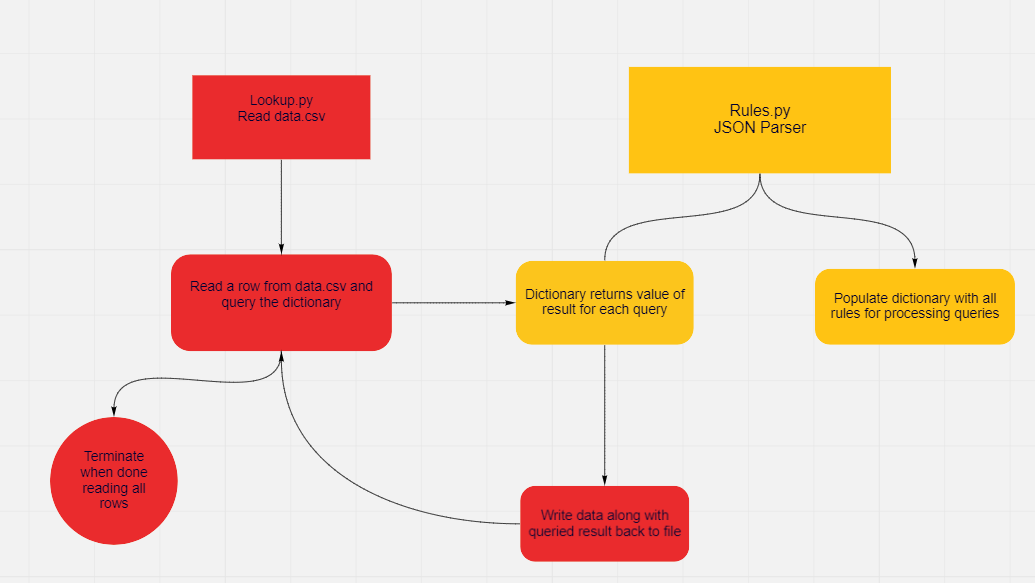 Lookup.py
Read data.csv
Rules.py
JSON Parser
Read a row from data.csv and
query the dictionary
Dictionary returns value of
result for each query
Populate dictionary with all
rules for processing queries
Terminate
when done
reading all
rows
Write data along with
queried result back to file